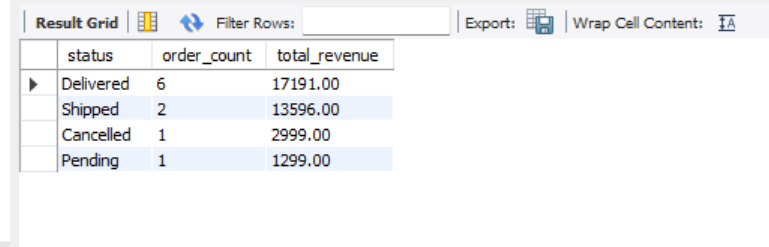 Result Grid Filter Rows: Export: Wrap Cell Content: IA
status order_count total_revenue
Delivered 6 17191.00
Shipped 2 13596.00
Cancelled 1 2999.00
Pending 1 1299.00